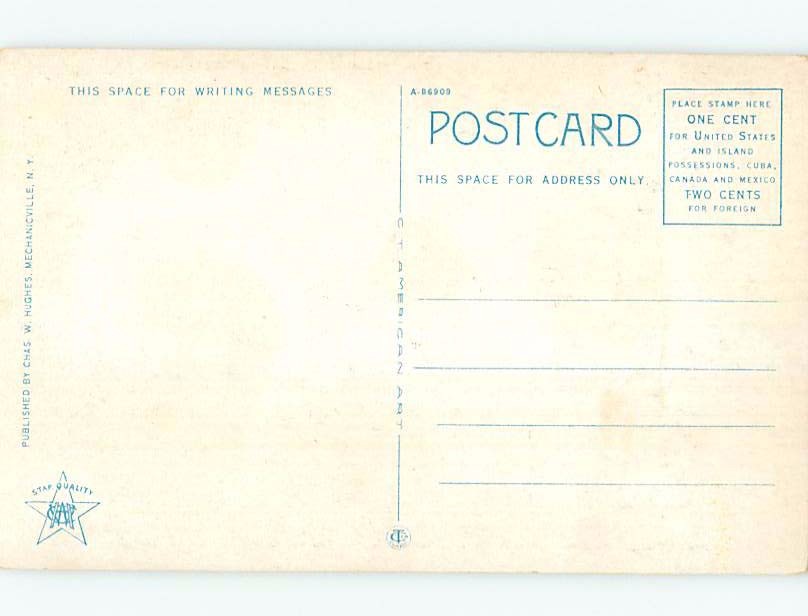 THIS SPACE FOR WRITING MESSAGES
A-86909
POSTCARD
THIS SPACE FOR ADDRESS ONLY.
PLACE STAMP HERE
ONE CENT
FOR UNITED STATES
AND ISLAND
POSSESSIONS, CUBA,
CANADA AND MEXICO
TWO CENTS
FOR FOREIGN
PUBLISHED BY CHAS. W. HUGHES, MECHANICVILLE, N. Y.
C T AMERICAN ART
STAR QUALITY